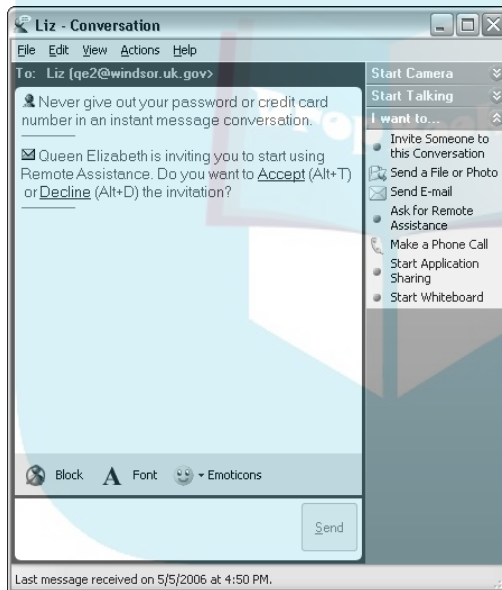 Liz - Conversation
File Edit View Actions Help
To: Liz (qe2@windsor.uk.gov>
Never give out your password or credit card
number in an instant message conversation.
Queen Elizabeth is inviting you to start using
Remote Assistance. Do you want to Accept (Alt+T)
or Decline (Alt+D) the invitation?
Block Font Emoticons
Send
Last message received on 5/5/2006 at 4:50 PM.
Start Camera
Start Talking
I want to...
Invite Someone to
this Conversation
Send a File or Photo
Send E-mail
Ask for Remote
Assistance
Make a Phone Call
Start Application
Sharing
Start Whiteboard